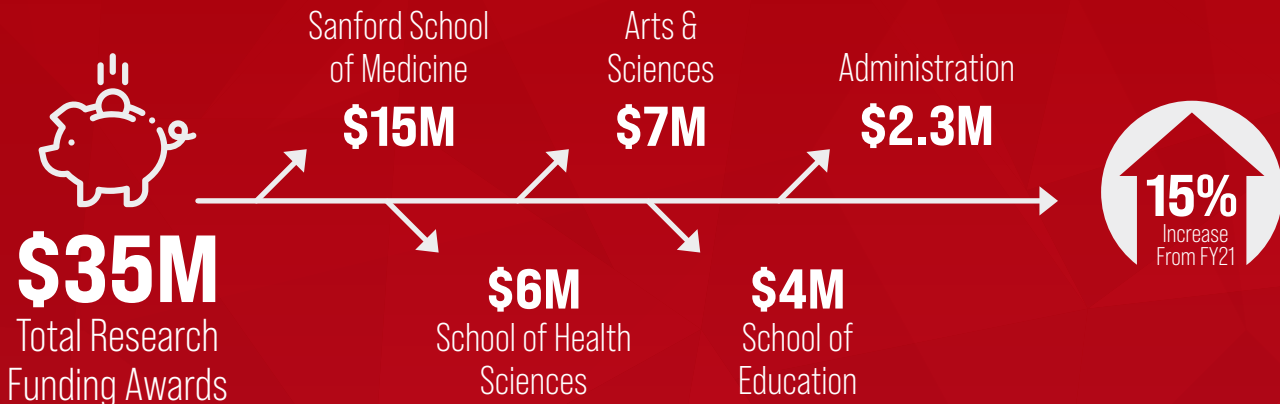 $35M
Total Research
Funding Awards
Sanford School
of Medicine
$15M
$6M
School of Health
Sciences
Arts &
Sciences
$7M
$4M
School of
Education
Administration
$2.3M
15%
Increase
From FY21